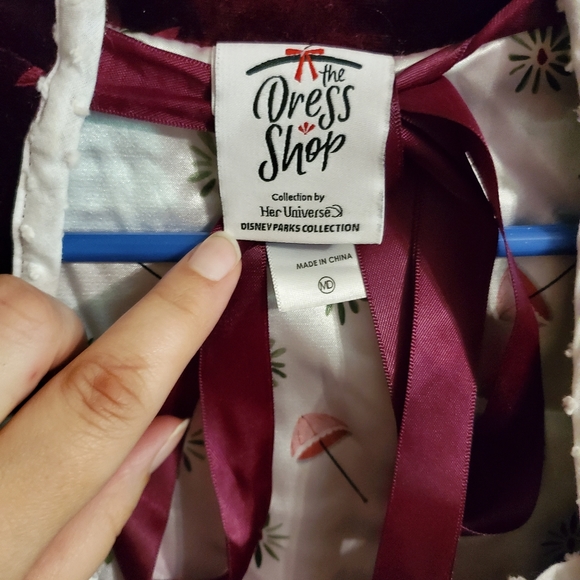 the
Dress
Shop
Collection by
Her Universe
DISNEY PARKS COLLECTION
MADE IN CHINA
MD